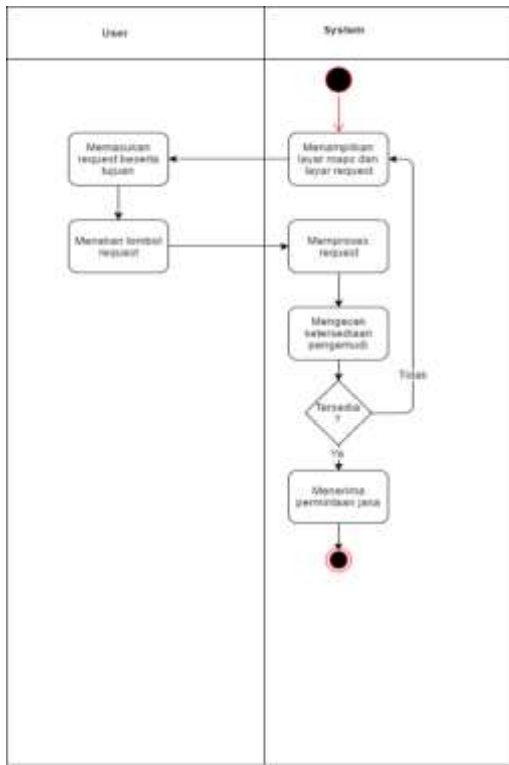 User
System
Memasukan
request beserta
tujuan
Menampilkan
layar maps dan
layar request
Menekan tombol
request
Memproses
request
Mengecek
ketersediaan
pengemudi
Tidak
Tersedia
?
Ya
Menerima
permintaan jasa